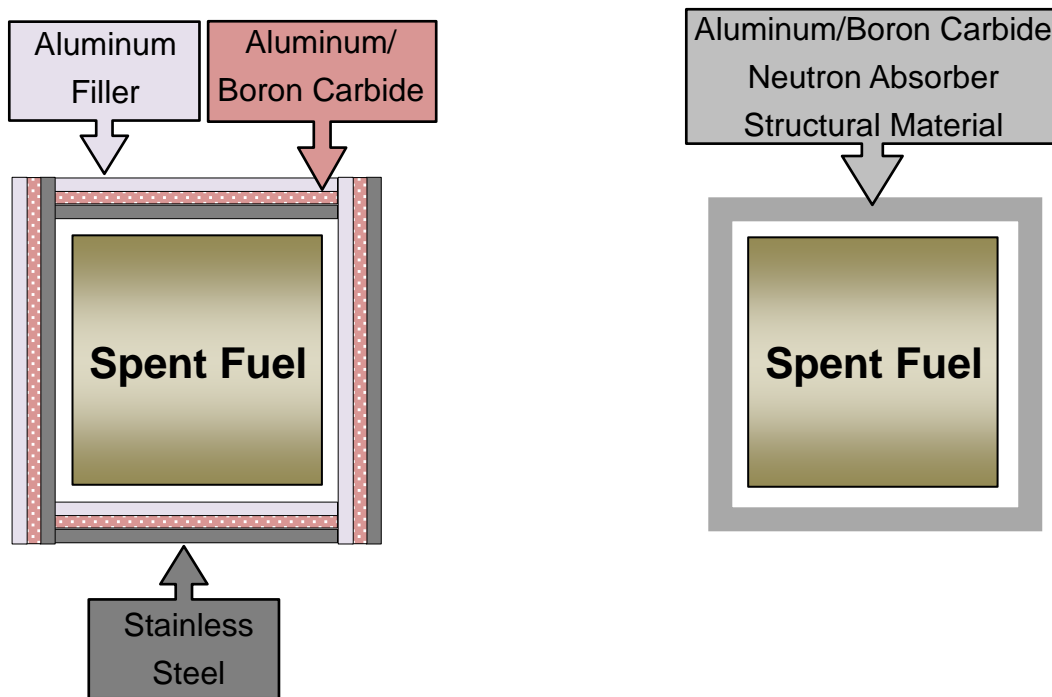 Aluminum
Filler
Aluminum/
Boron Carbide
Aluminum/Boron Carbide
Neutron Absorber
Structural Material
Spent Fuel
Spent Fuel
Stainless
Steel